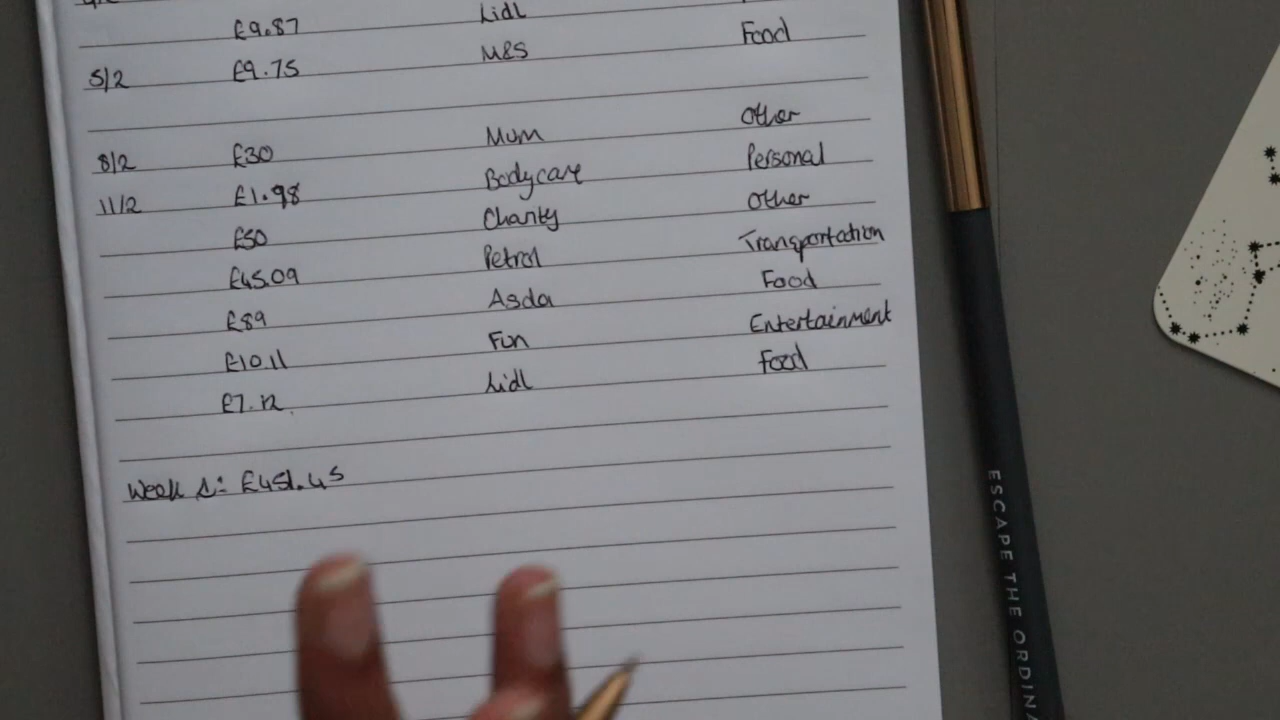 £9.87 Lidl
5/2 £9.75 M&S Food
8/2 £30 Mum Other
11/2 £1.98 Bodycare Personal
£50 Charity Other
£45.09 Petrol Transportation
£89 Asda Food
£10.11 Fun Entertainment
£7.12 Lidl Food
Week 1: £451.45
ESCAPE THE ORDINA